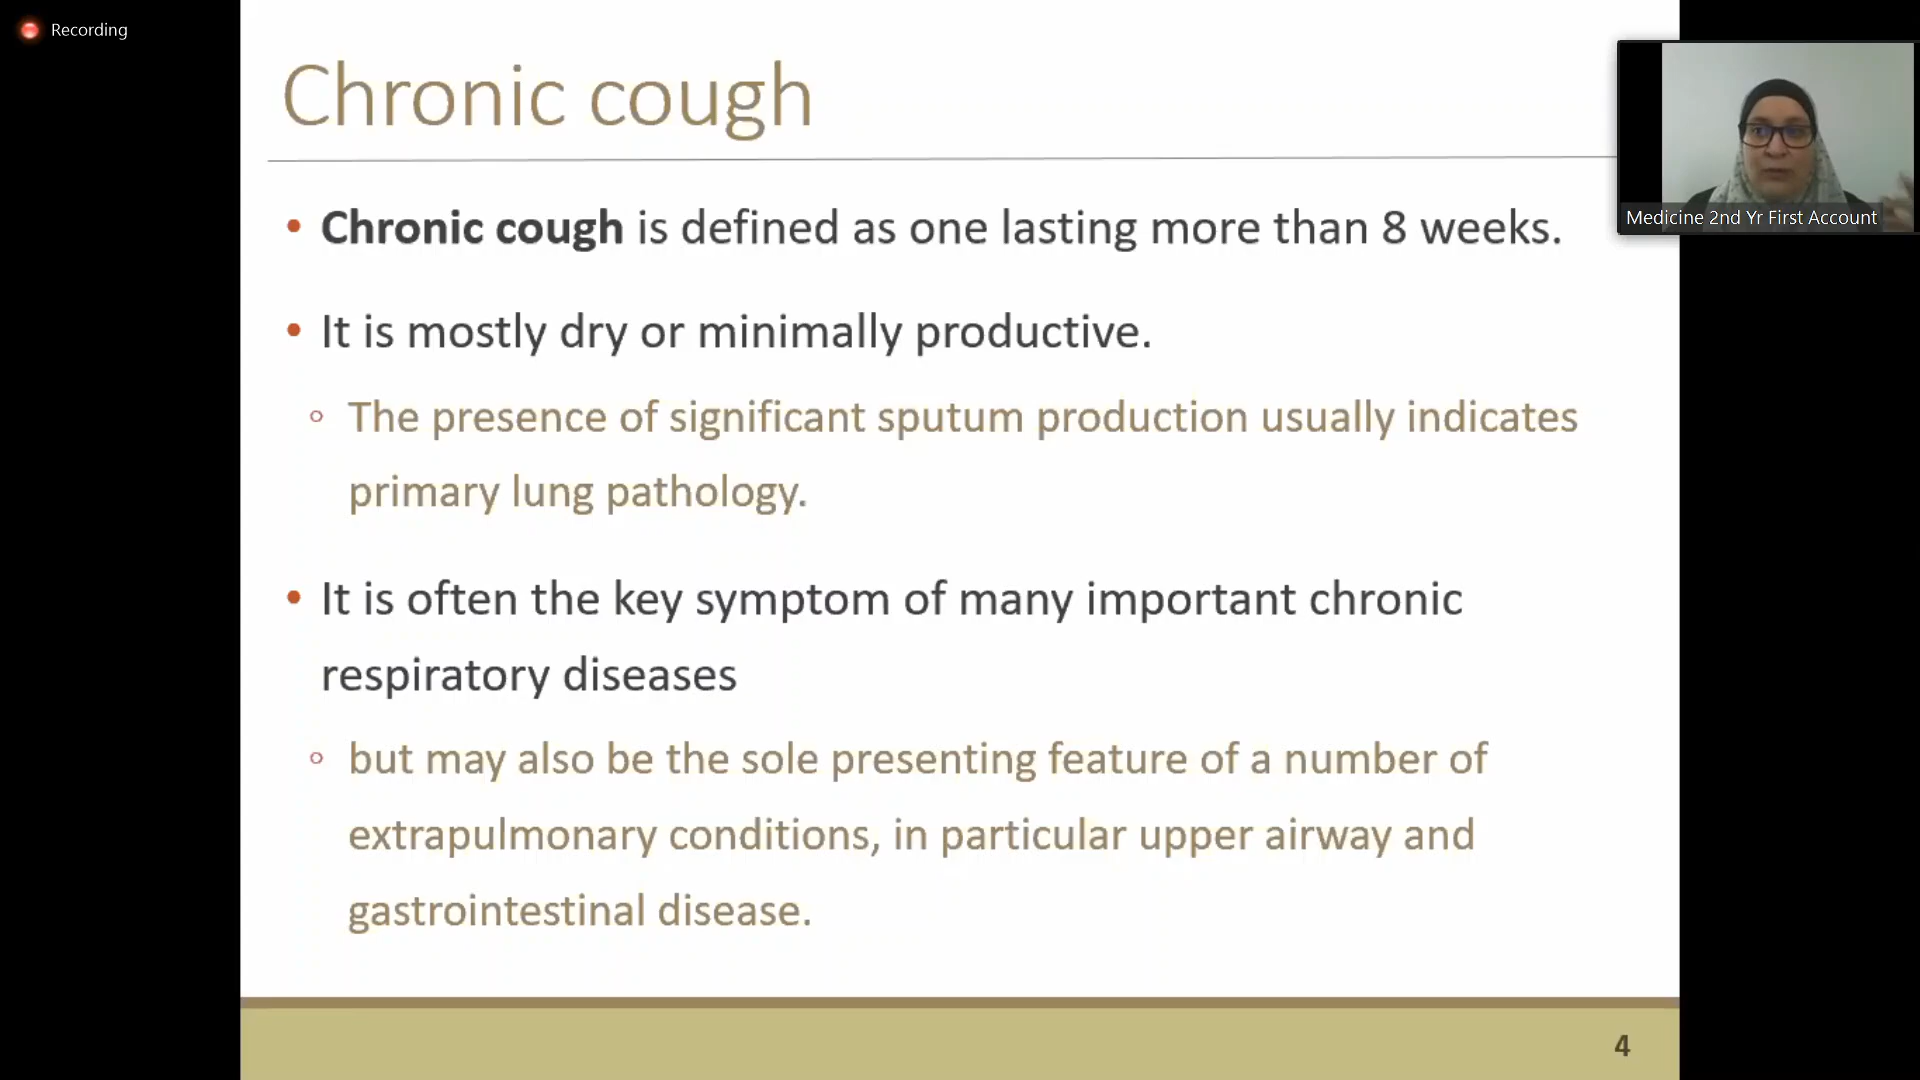 Recording
Chronic cough
Medicine 2nd Yr First Account
• Chronic cough is defined as one lasting more than 8 weeks.
• It is mostly dry or minimally productive.
◦ The presence of significant sputum production usually indicates
primary lung pathology.
• It is often the key symptom of many important chronic
respiratory diseases
◦ but may also be the sole presenting feature of a number of
extrapulmonary conditions, in particular upper airway and
gastrointestinal disease.
4